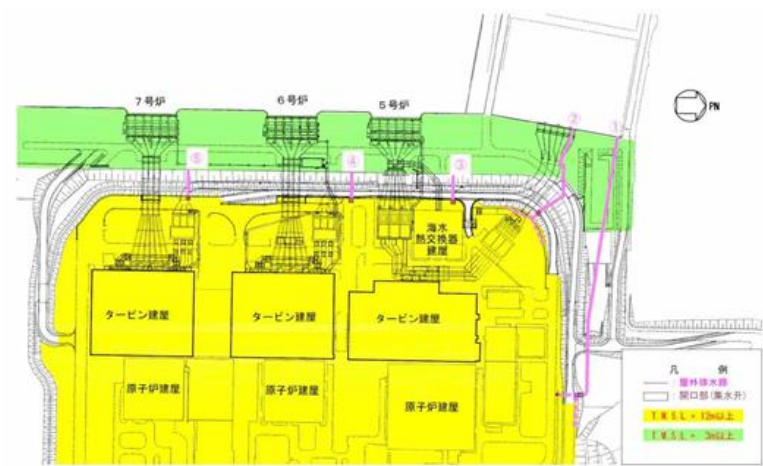 7号炉
6号炉
5号炉
②
①
PN
⑤
④
③
海水
熱交換器
建屋
タービン建屋
タービン建屋
タービン建屋
原子炉建屋
原子炉建屋
原子炉建屋
凡 例
屋外排水路
開口部(集水升)
T.M.S.L.+12m以上
T.M.S.L.+ 3m以上